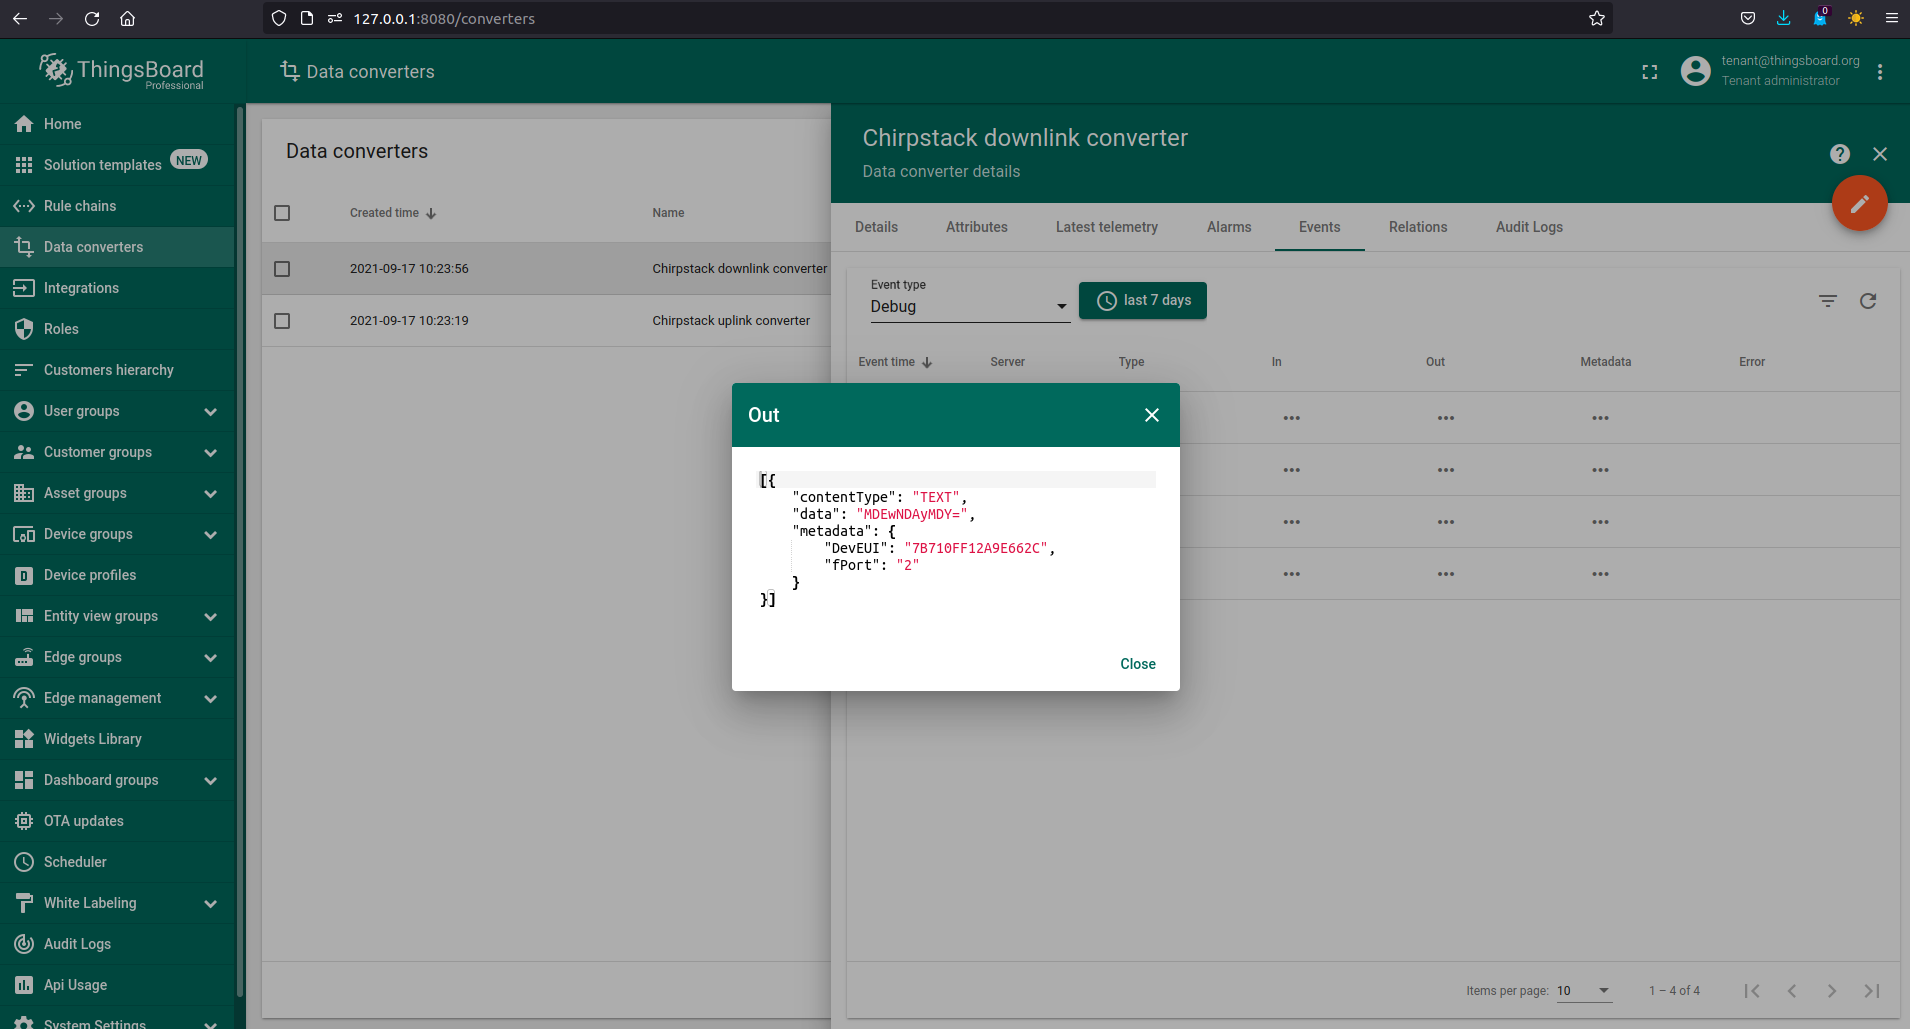 127.0.0.1:8080/converters
0
ThingsBoard
Professional
Data converters
tenant@thingsboard.org
Tenant administrator
Home
Solution templates NEW
Rule chains
Data converters
Integrations
Roles
Customers hierarchy
User groups
Customer groups
Asset groups
Device groups
Device profiles
Entity view groups
Edge groups
Edge management
Widgets Library
Dashboard groups
OTA updates
Scheduler
White Labeling
Audit Logs
Api Usage
System Settings
Data converters
Created time Name
2021-09-17 10:23:56 Chirpstack downlink converter
2021-09-17 10:23:19 Chirpstack uplink converter
Chirpstack downlink converter
Data converter details
Details Attributes Latest telemetry Alarms Events Relations Audit Logs
Event type
Debug
last 7 days
Event time Server Type In Out Metadata Error
Out
[{
"contentType": "TEXT",
"data": "MDEwNDAyMDY=",
"metadata": {
"DevEUI": "7B710FF12A9E662C",
"fPort": "2"
}
}]
Close
Items per page: 10 1 – 4 of 4